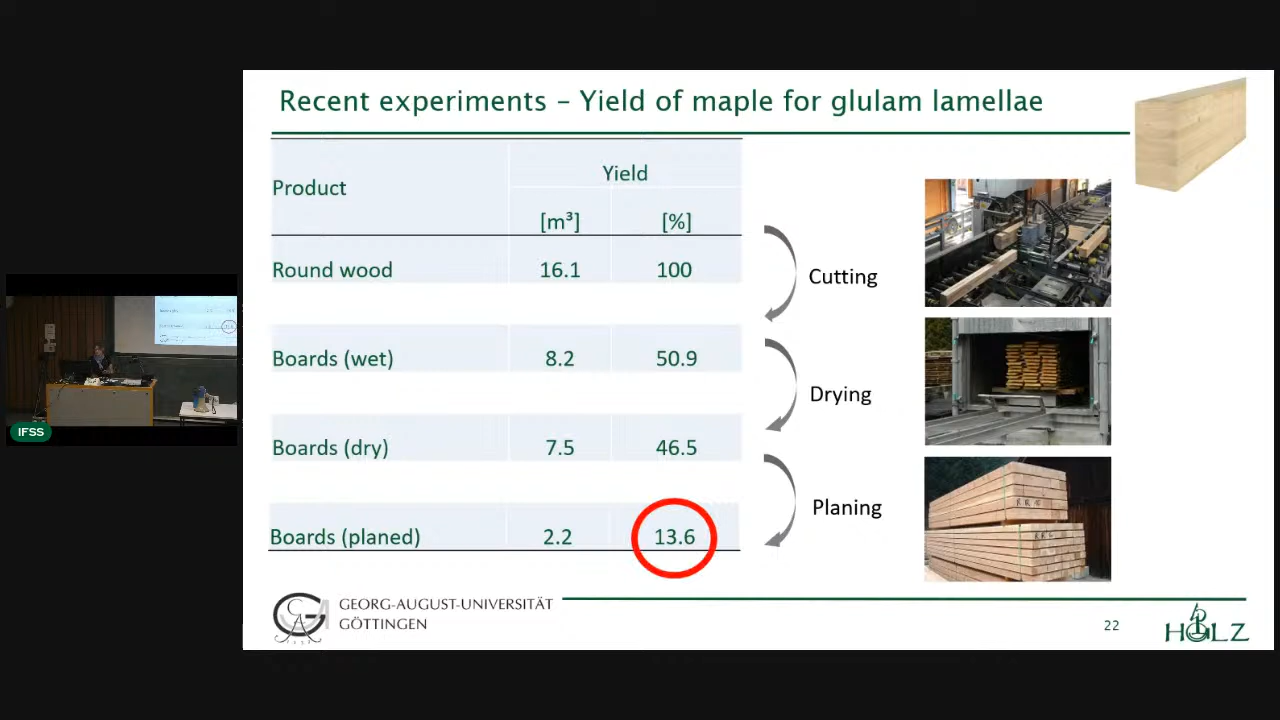 Recent experiments – Yield of maple for glulam lamellae
Product
Yield
[m³] [%]
Round wood 16.1 100
Cutting
Boards (wet) 8.2 50.9
Drying
Boards (dry) 7.5 46.5
Planing
Boards (planed) 2.2 13.6
IFSS
GEORG-AUGUST-UNIVERSITÄT
GÖTTINGEN
22
HOLZ